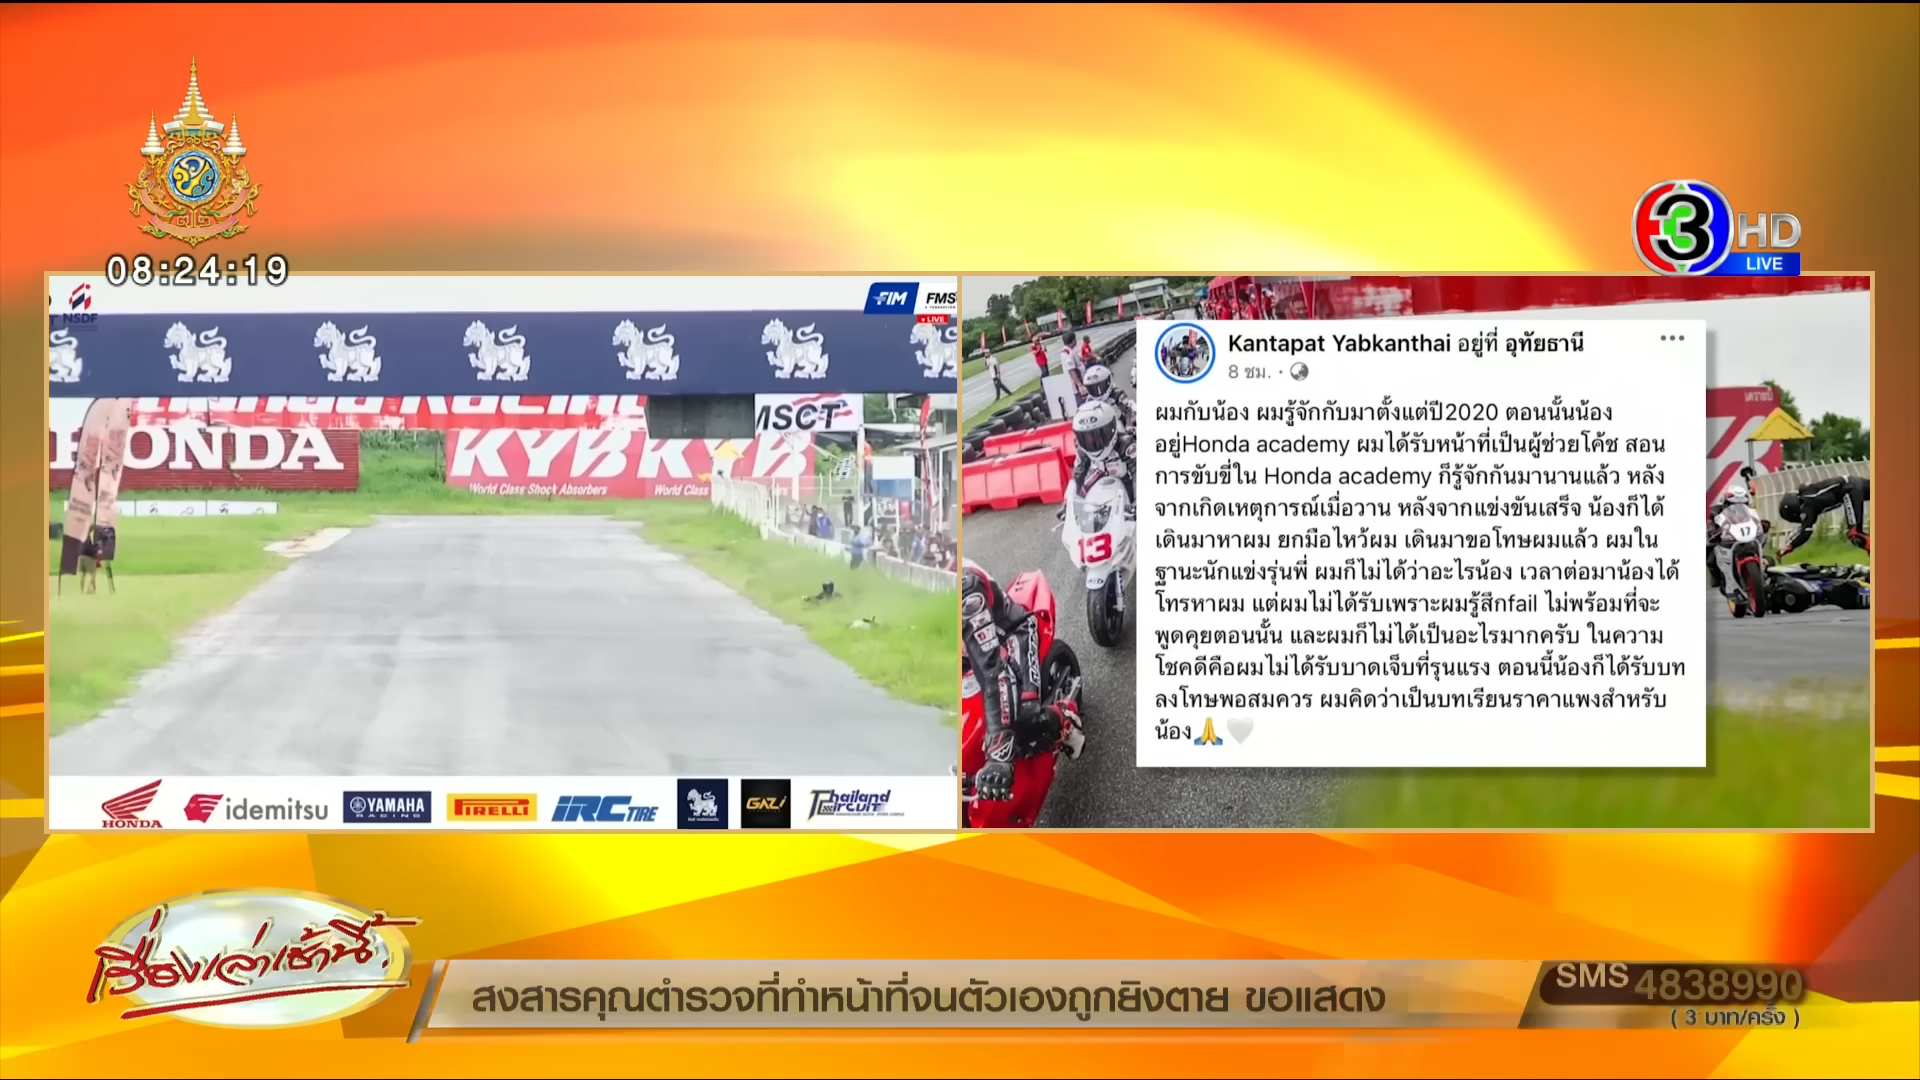 08:24:19
3 HD
LIVE
NSDF
FIM
LIVE
Honda Racing
MSCT
HONDA
KYB KYB
World Class Shock Absorbers
World Class
HONDA
idemitsu
YAMAHA
RACING
PIRELLI
iRC TIRE
GAZi
Thailand
Circuit
13
17
Kantapat Yabkanthai อยู่ที่ อุทัยธานี
8 ชม.
ผมกับน้อง ผมรู้จักกับมาตั้งแต่ปี2020 ตอนนั้นน้อง
อยู่Honda academy ผมได้รับหน้าที่เป็นผู้ช่วยโค้ช สอน
การขับขี่ใน Honda academy ก็รู้จักกันมานานแล้ว หลัง
จากเกิดเหตุการณ์เมื่อวาน หลังจากแข่งขันเสร็จ น้องก็ได้
เดินมาหาผม ยกมือไหว้ผม เดินมาขอโทษผมแล้ว ผมใน
ฐานะนักแข่งรุ่นพี่ ผมก็ไม่ได้ว่าอะไรน้อง เวลาต่อมาน้องได้
โทรหาผม แต่ผมไม่ได้รับเพราะผมรู้สึกfail ไม่พร้อมที่จะ
พูดคุยตอนนั้น และผมก็ไม่ได้เป็นอะไรมากครับ ในความ
โชคดีคือผมไม่ได้รับบาดเจ็บที่รุนแรง ตอนนี้น้องก็ได้รับบท
ลงโทษพอสมควร ผมคิดว่าเป็นบทเรียนราคาแพงสำหรับ
น้อง🙏🤍
เรื่องเล่าเช้านี้
สงสารคุณตำรวจที่ทำหน้าที่จนตัวเองถูกยิงตาย ขอแสดง
SMS 4838990
( 3 บาท/ครั้ง )